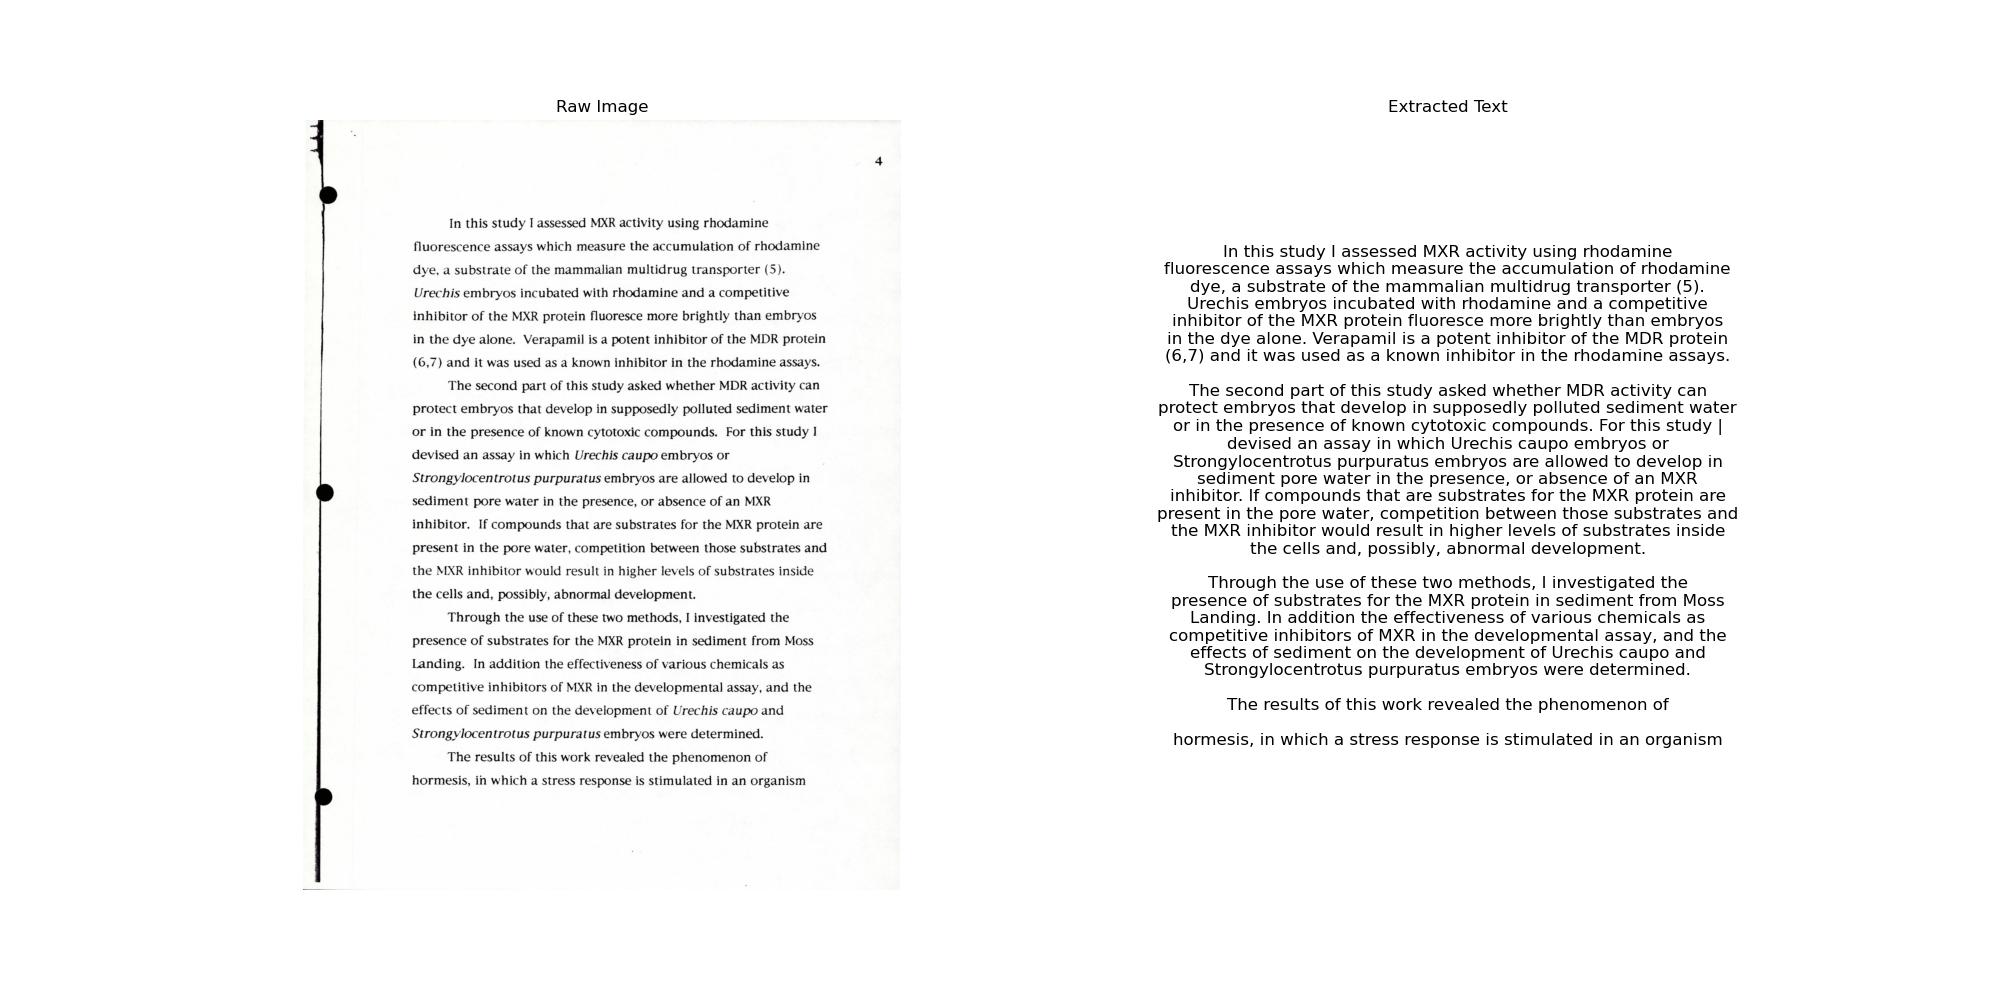 Raw Image
4
In this study I assessed MXR activity using rhodamine
fluorescence assays which measure the accumulation of rhodamine
dye, a substrate of the mammalian multidrug transporter (5).
Urechis embryos incubated with rhodamine and a competitive
inhibitor of the MXR protein fluoresce more brightly than embryos
in the dye alone.  Verapamil is a potent inhibitor of the MDR protein
(6,7) and it was used as a known inhibitor in the rhodamine assays.
The second part of this study asked whether MDR activity can
protect embryos that develop in supposedly polluted sediment water
or in the presence of known cytotoxic compounds.  For this study I
devised an assay in which Urechis caupo embryos or
Strongylocentrotus purpuratus embryos are allowed to develop in
sediment pore water in the presence, or absence of an MXR
inhibitor.  If compounds that are substrates for the MXR protein are
present in the pore water, competition between those substrates and
the MXR inhibitor would result in higher levels of substrates inside
the cells and, possibly, abnormal development.
Through the use of these two methods, I investigated the
presence of substrates for the MXR protein in sediment from Moss
Landing.  In addition the effectiveness of various chemicals as
competitive inhibitors of MXR in the developmental assay, and the
effects of sediment on the development of Urechis caupo and
Strongylocentrotus purpuratus embryos were determined.
The results of this work revealed the phenomenon of
hormesis, in which a stress response is stimulated in an organism
Extracted Text
In this study I assessed MXR activity using rhodamine
fluorescence assays which measure the accumulation of rhodamine
dye, a substrate of the mammalian multidrug transporter (5).
Urechis embryos incubated with rhodamine and a competitive
inhibitor of the MXR protein fluoresce more brightly than embryos
in the dye alone. Verapamil is a potent inhibitor of the MDR protein
(6,7) and it was used as a known inhibitor in the rhodamine assays.
The second part of this study asked whether MDR activity can
protect embryos that develop in supposedly polluted sediment water
or in the presence of known cytotoxic compounds. For this study |
devised an assay in which Urechis caupo embryos or
Strongylocentrotus purpuratus embryos are allowed to develop in
sediment pore water in the presence, or absence of an MXR
inhibitor. If compounds that are substrates for the MXR protein are
present in the pore water, competition between those substrates and
the MXR inhibitor would result in higher levels of substrates inside
the cells and, possibly, abnormal development.
Through the use of these two methods, I investigated the
presence of substrates for the MXR protein in sediment from Moss
Landing. In addition the effectiveness of various chemicals as
competitive inhibitors of MXR in the developmental assay, and the
effects of sediment on the development of Urechis caupo and
Strongylocentrotus purpuratus embryos were determined.
The results of this work revealed the phenomenon of
hormesis, in which a stress response is stimulated in an organism